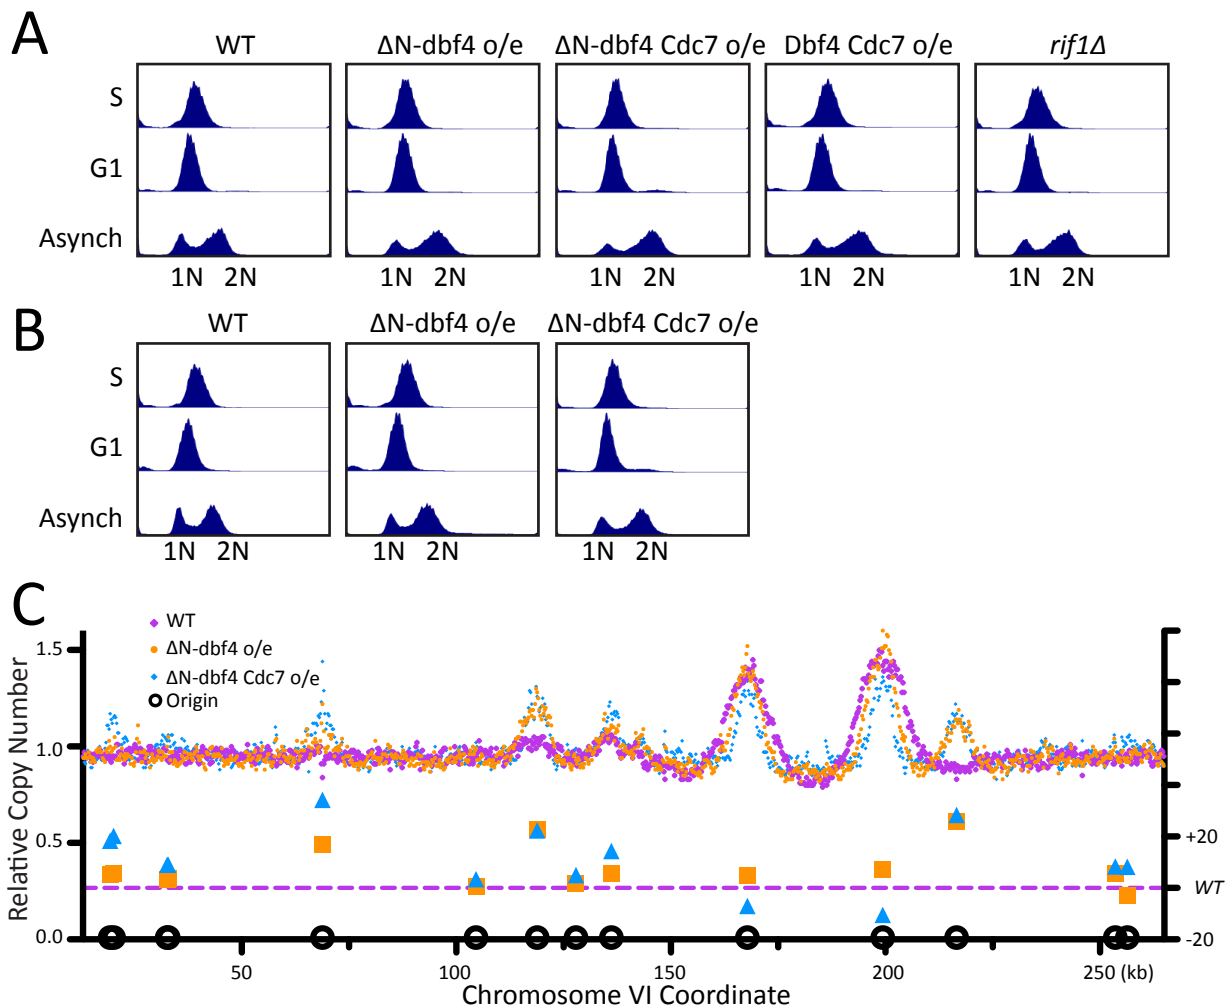 A
WT
ΔN-dbf4 o/e
ΔN-dbf4 Cdc7 o/e
Dbf4 Cdc7 o/e
rif1Δ
S
G1
Asynch
1N 2N
1N 2N
1N 2N
1N 2N
1N 2N
B
WT
ΔN-dbf4 o/e
ΔN-dbf4 Cdc7 o/e
S
G1
Asynch
1N 2N
1N 2N
1N 2N
C
WT
ΔN-dbf4 o/e
ΔN-dbf4 Cdc7 o/e
Origin
Relative Copy Number
1.5
1.0
0.5
0.0
+20
WT
-20
50
100
150
200
250 (kb)
Chromosome VI Coordinate